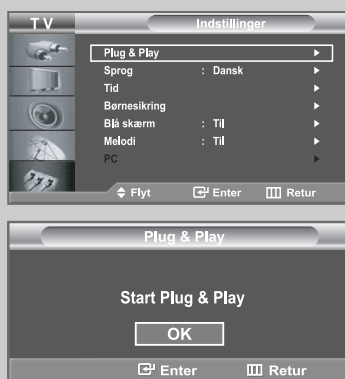 TV Indstillinger
Plug & Play
Sprog : Dansk
Tid
Børnesikring
Blå skærm : Til
Melodi : Til
PC
Flyt Enter Retur
Plug & Play
Start Plug & Play
OK
Enter Retur